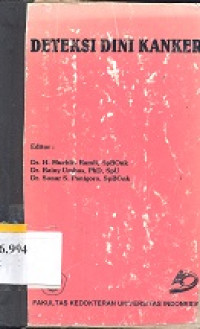 DETEKSI DINI KANKER
Editor :
Dr. H. Muchlis Ramli, SpBOnk
Dr. Rainy Umbas, PhD, SpU
Dr. Sonar S. Panigoro, SpBOnk
6.994
FAKULTAS KEDOKTERAN UNIVERSITAS INDONESIA